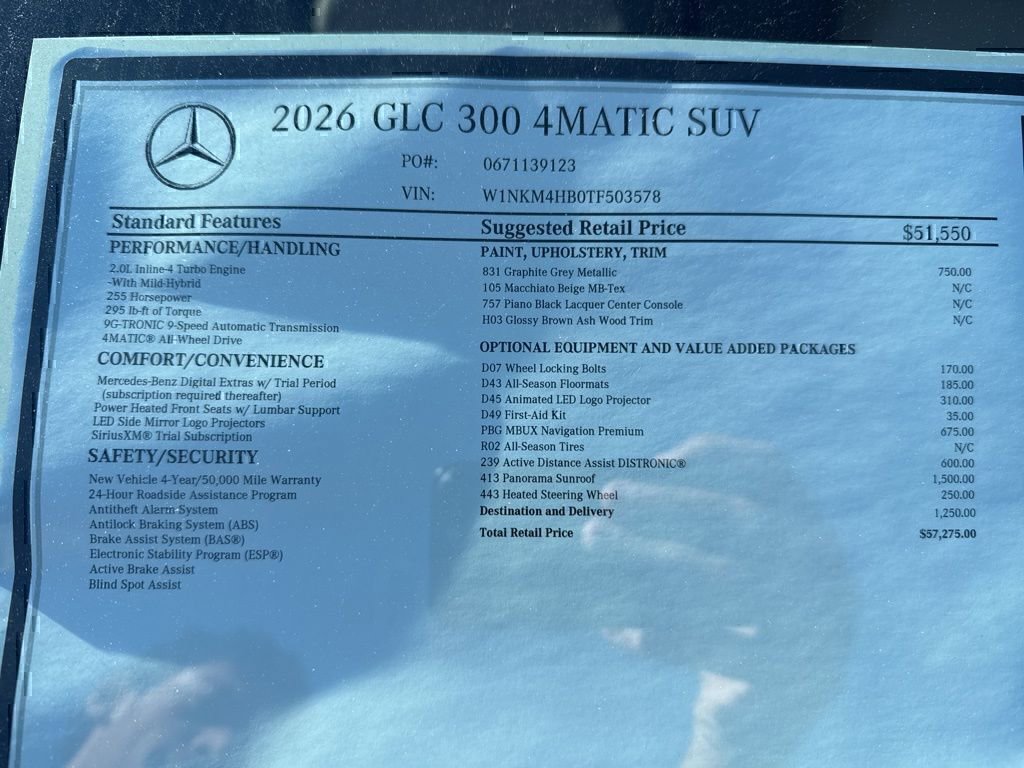 2026 GLC 300 4MATIC SUV
PO#: 0671139123
VIN: W1NKM4HB0TF503578
Standard Features
PERFORMANCE/HANDLING
2.0L Inline-4 Turbo Engine
-With Mild-Hybrid
255 Horsepower
295 lb-ft of Torque
9G-TRONIC 9-Speed Automatic Transmission
4MATIC® All-Wheel Drive
COMFORT/CONVENIENCE
Mercedes-Benz Digital Extras w/ Trial Period
(subscription required thereafter)
Power Heated Front Seats w/ Lumbar Support
LED Side Mirror Logo Projectors
SiriusXM® Trial Subscription
SAFETY/SECURITY
New Vehicle 4-Year/50,000 Mile Warranty
24-Hour Roadside Assistance Program
Antitheft Alarm System
Antilock Braking System (ABS)
Brake Assist System (BAS®)
Electronic Stability Program (ESP®)
Active Brake Assist
Blind Spot Assist
Suggested Retail Price $51,550
PAINT, UPHOLSTERY, TRIM
831 Graphite Grey Metallic 750.00
105 Macchiato Beige MB-Tex N/C
757 Piano Black Lacquer Center Console N/C
H03 Glossy Brown Ash Wood Trim N/C
OPTIONAL EQUIPMENT AND VALUE ADDED PACKAGES
D07 Wheel Locking Bolts 170.00
D43 All-Season Floormats 185.00
D45 Animated LED Logo Projector 310.00
D49 First-Aid Kit 35.00
PBG MBUX Navigation Premium 675.00
R02 All-Season Tires N/C
239 Active Distance Assist DISTRONIC® 600.00
413 Panorama Sunroof 1,500.00
443 Heated Steering Wheel 250.00
Destination and Delivery 1,250.00
Total Retail Price $57,275.00